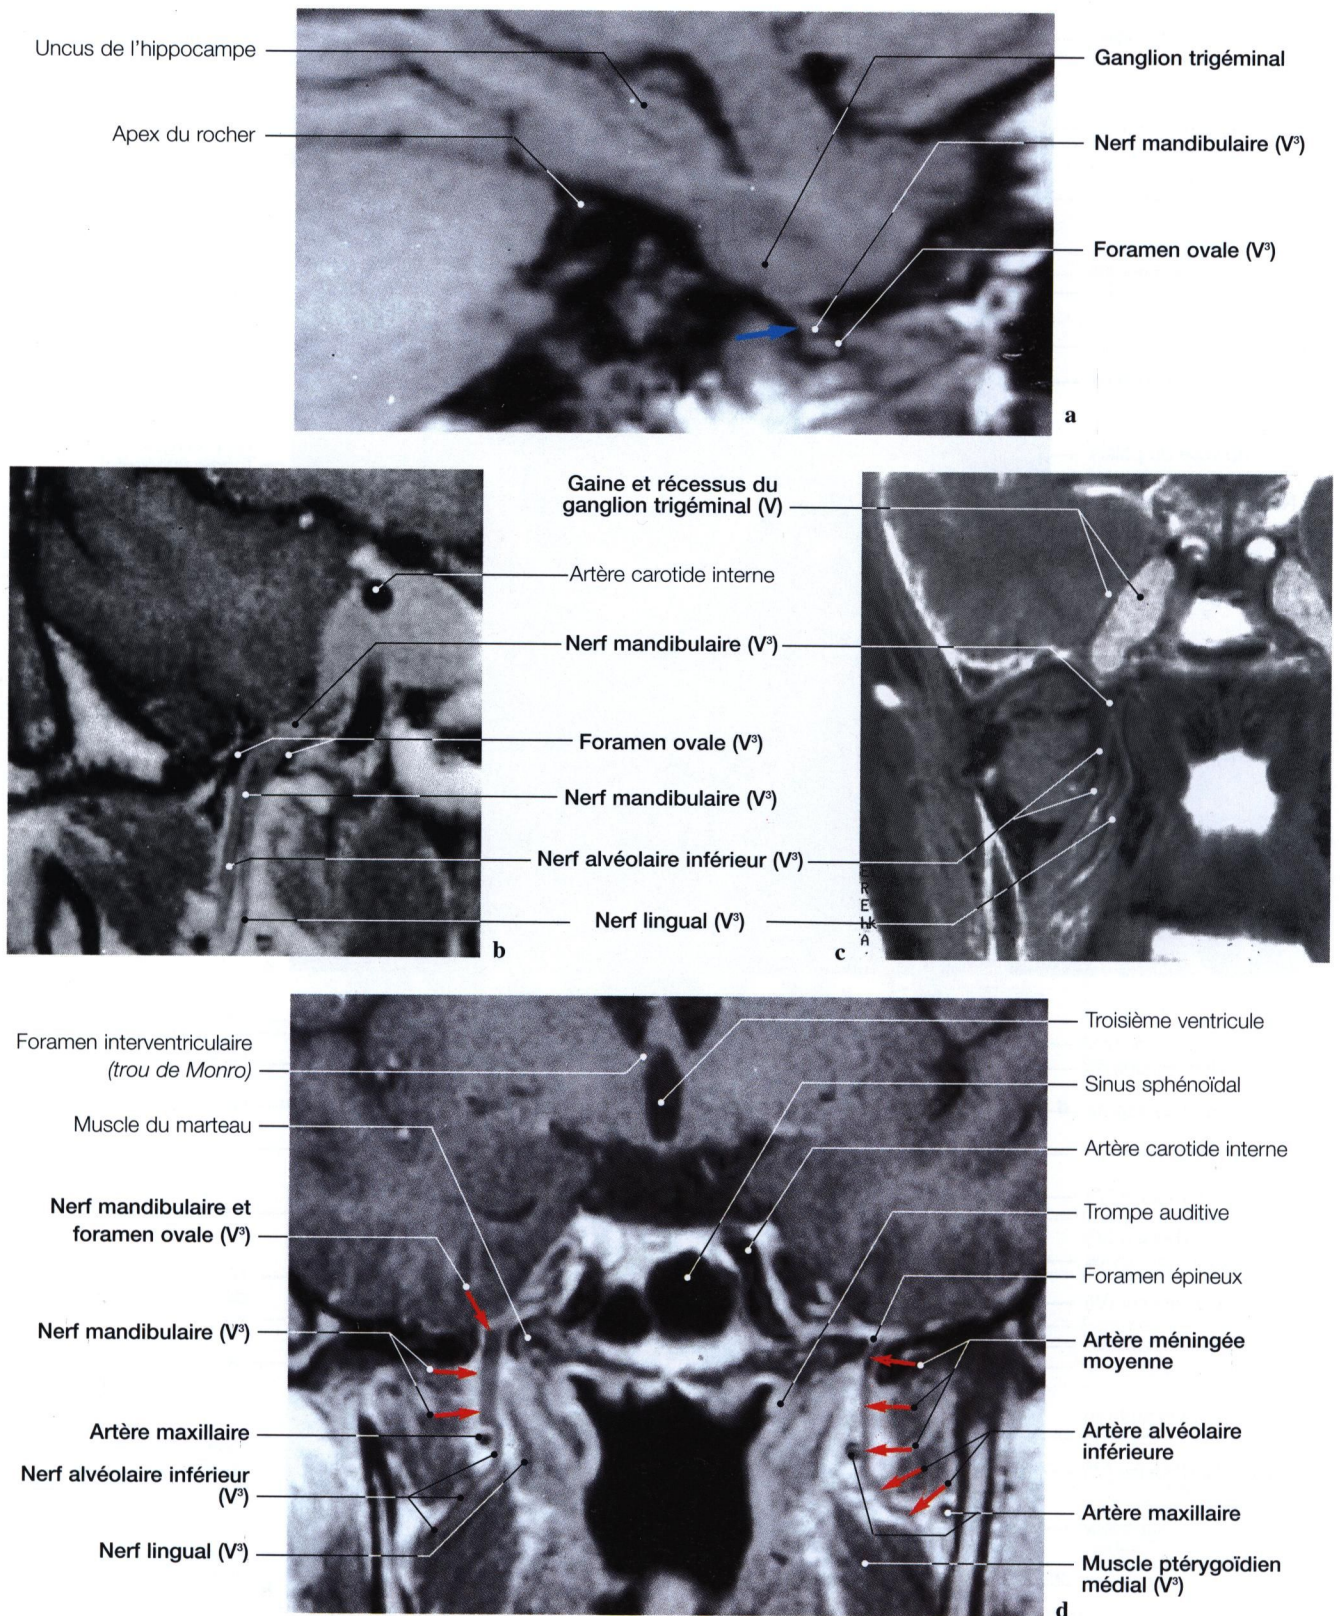 Uncus de l'hippocampe
Apex du rocher
Ganglion trigéminal
Nerf mandibulaire (V³)
Foramen ovale (V³)
a
Gaine et récessus du
ganglion trigéminal (V)
Artère carotide interne
Nerf mandibulaire (V³)
Foramen ovale (V³)
Nerf mandibulaire (V³)
Nerf alvéolaire inférieur (V³)
Nerf lingual (V³)
b
c
E
R
E
A
Foramen interventriculaire
(trou de Monro)
Muscle du marteau
Nerf mandibulaire et
foramen ovale (V³)
Nerf mandibulaire (V³)
Artère maxillaire
Nerf alvéolaire inférieur
(V³)
Nerf lingual (V³)
Troisième ventricule
Sinus sphénoïdal
Artère carotide interne
Trompe auditive
Foramen épineux
Artère méningée
moyenne
Artère alvéolaire
inférieure
Artère maxillaire
Muscle ptérygoïdien
médial (V³)
d